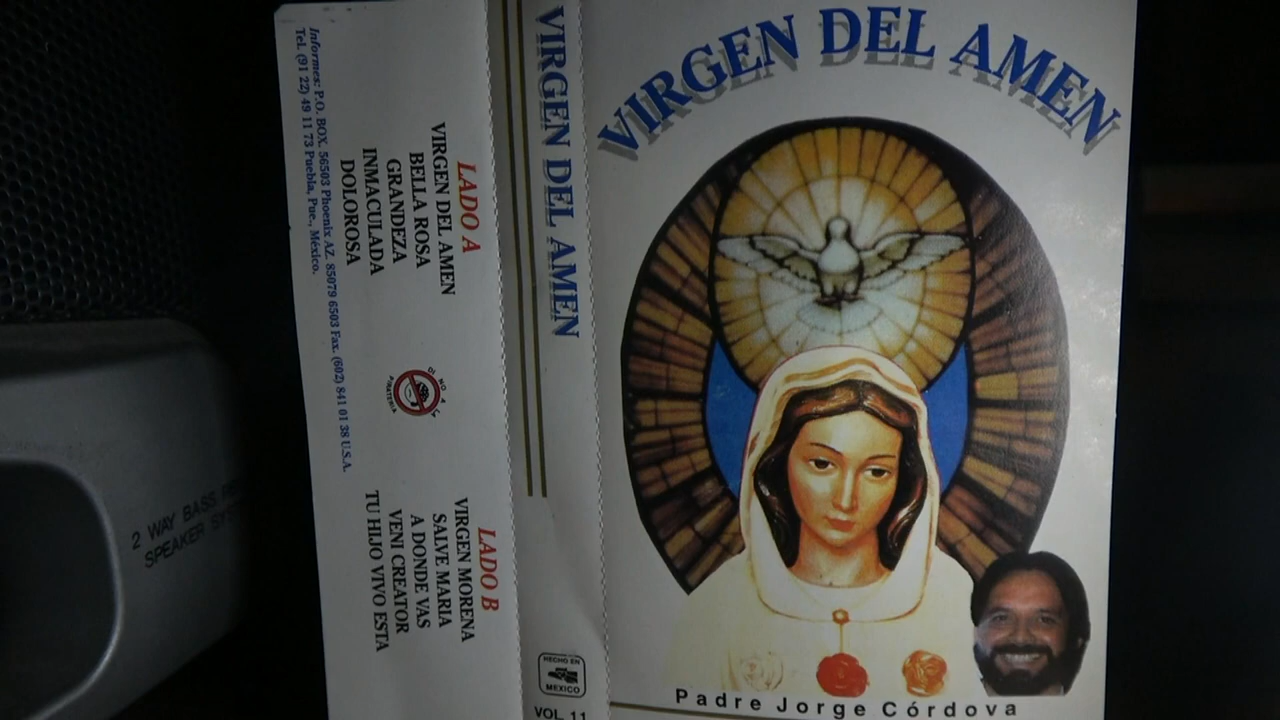 VIRGEN DEL AMEN
Padre Jorge Córdova
VIRGEN DEL AMEN
HECHO EN
MEXICO
VOL. 11
LADO A
VIRGEN DEL AMEN
BELLA ROSA
GRANDEZA
INMACULADA
DOLOROSA
NO
PIRATERIA
LADO B
VIRGEN MORENA
SALVE MARIA
A DONDE VAS
VENI CREATOR
TU HIJO VIVO ESTA
Informes: P.O. BOX. 56503 Phoenix AZ. 85079 6503 Fax. (602) 841 01 38 U.S.A.
Tel. (91 22) 49 11 73 Puebla, Pue., México.
2 WAY BASS
SPEAKER